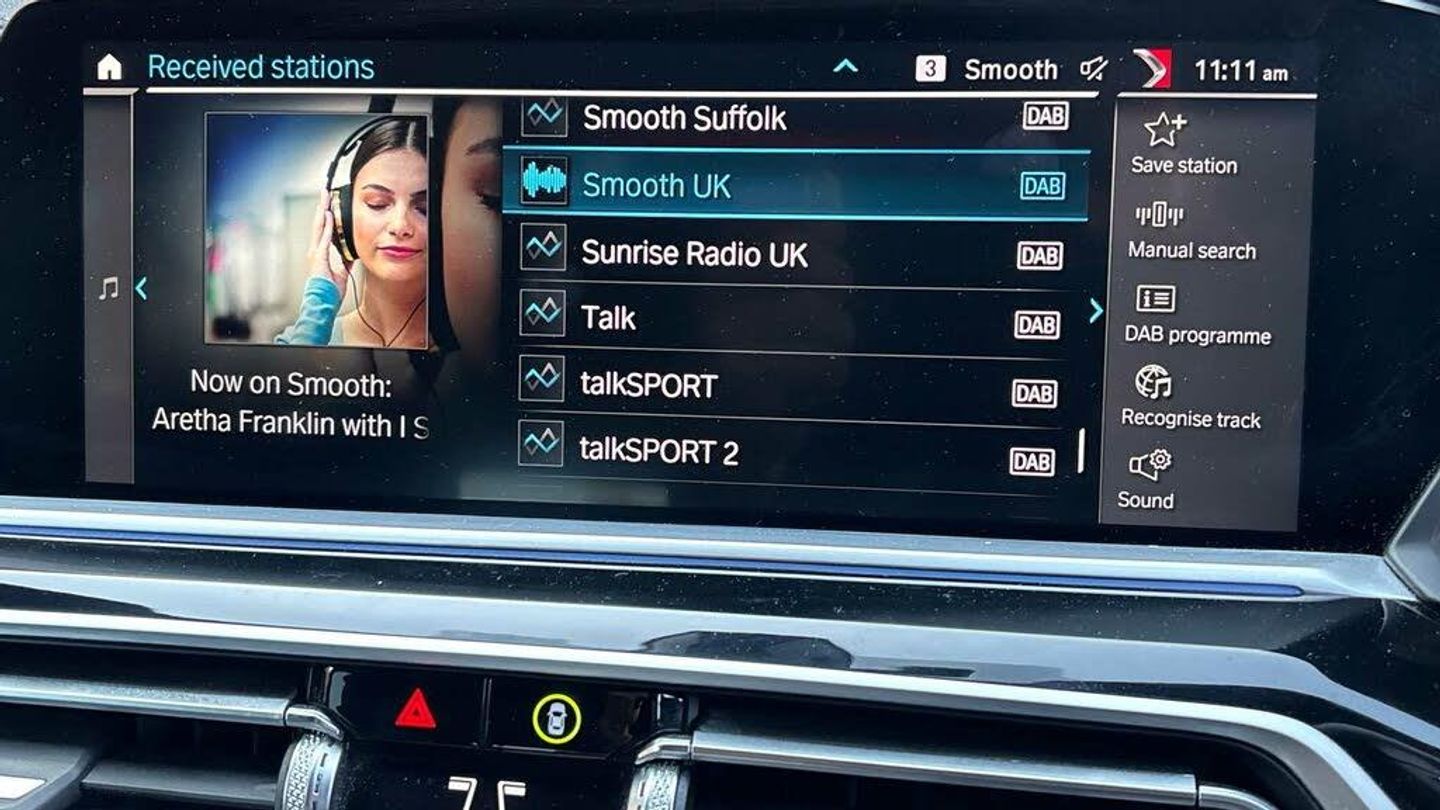 Received stations
3 Smooth
11:11 am
Smooth Suffolk DAB
Smooth UK DAB
Sunrise Radio UK DAB
Talk DAB
talkSPORT DAB
talkSPORT 2 DAB
Now on Smooth:
Aretha Franklin with I S
Save station
Manual search
DAB programme
Recognise track
Sound